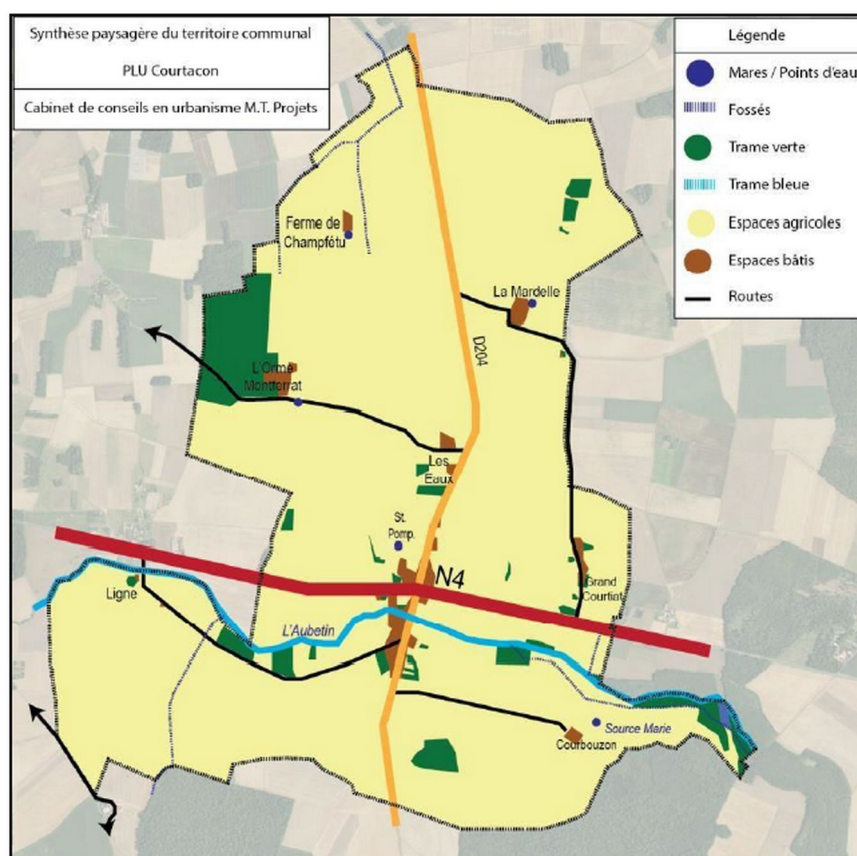 Synthèse paysagère du territoire communal
PLU Courtacon
Cabinet de conseils en urbanisme M.T. Projets
Légende
Mares / Points d'eau
Fossés
Trame verte
Trame bleue
Espaces agricoles
Espaces bâtis
Routes
Ferme de
Champfétu
La Mardelle
D204
L'Orme
Montferrat
Les
Eaux
St.
Pomp.
N4
Grand
Courtiat
Ligne
L'Aubetin
Source Marie
Courbouzon